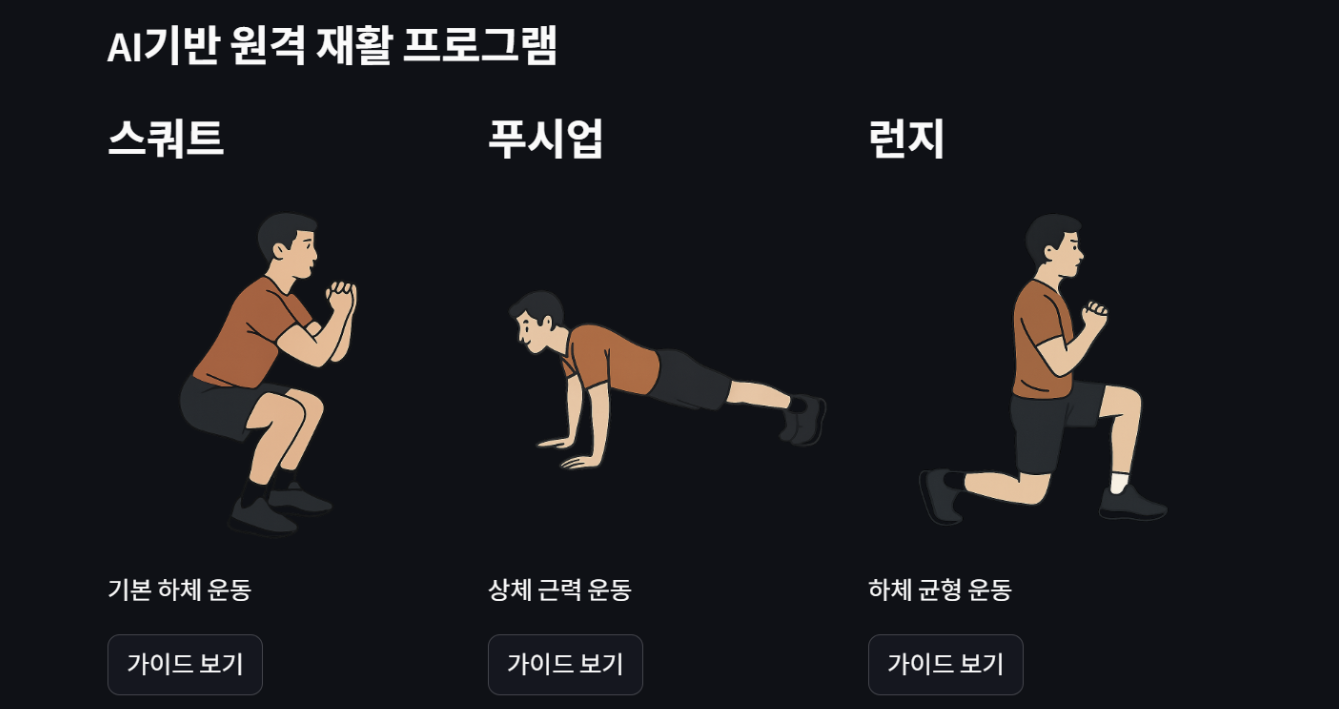 AI기반 원격 재활 프로그램
스쿼트
푸시업
런지
기본 하체 운동
상체 근력 운동
하체 균형 운동
가이드 보기
가이드 보기
가이드 보기